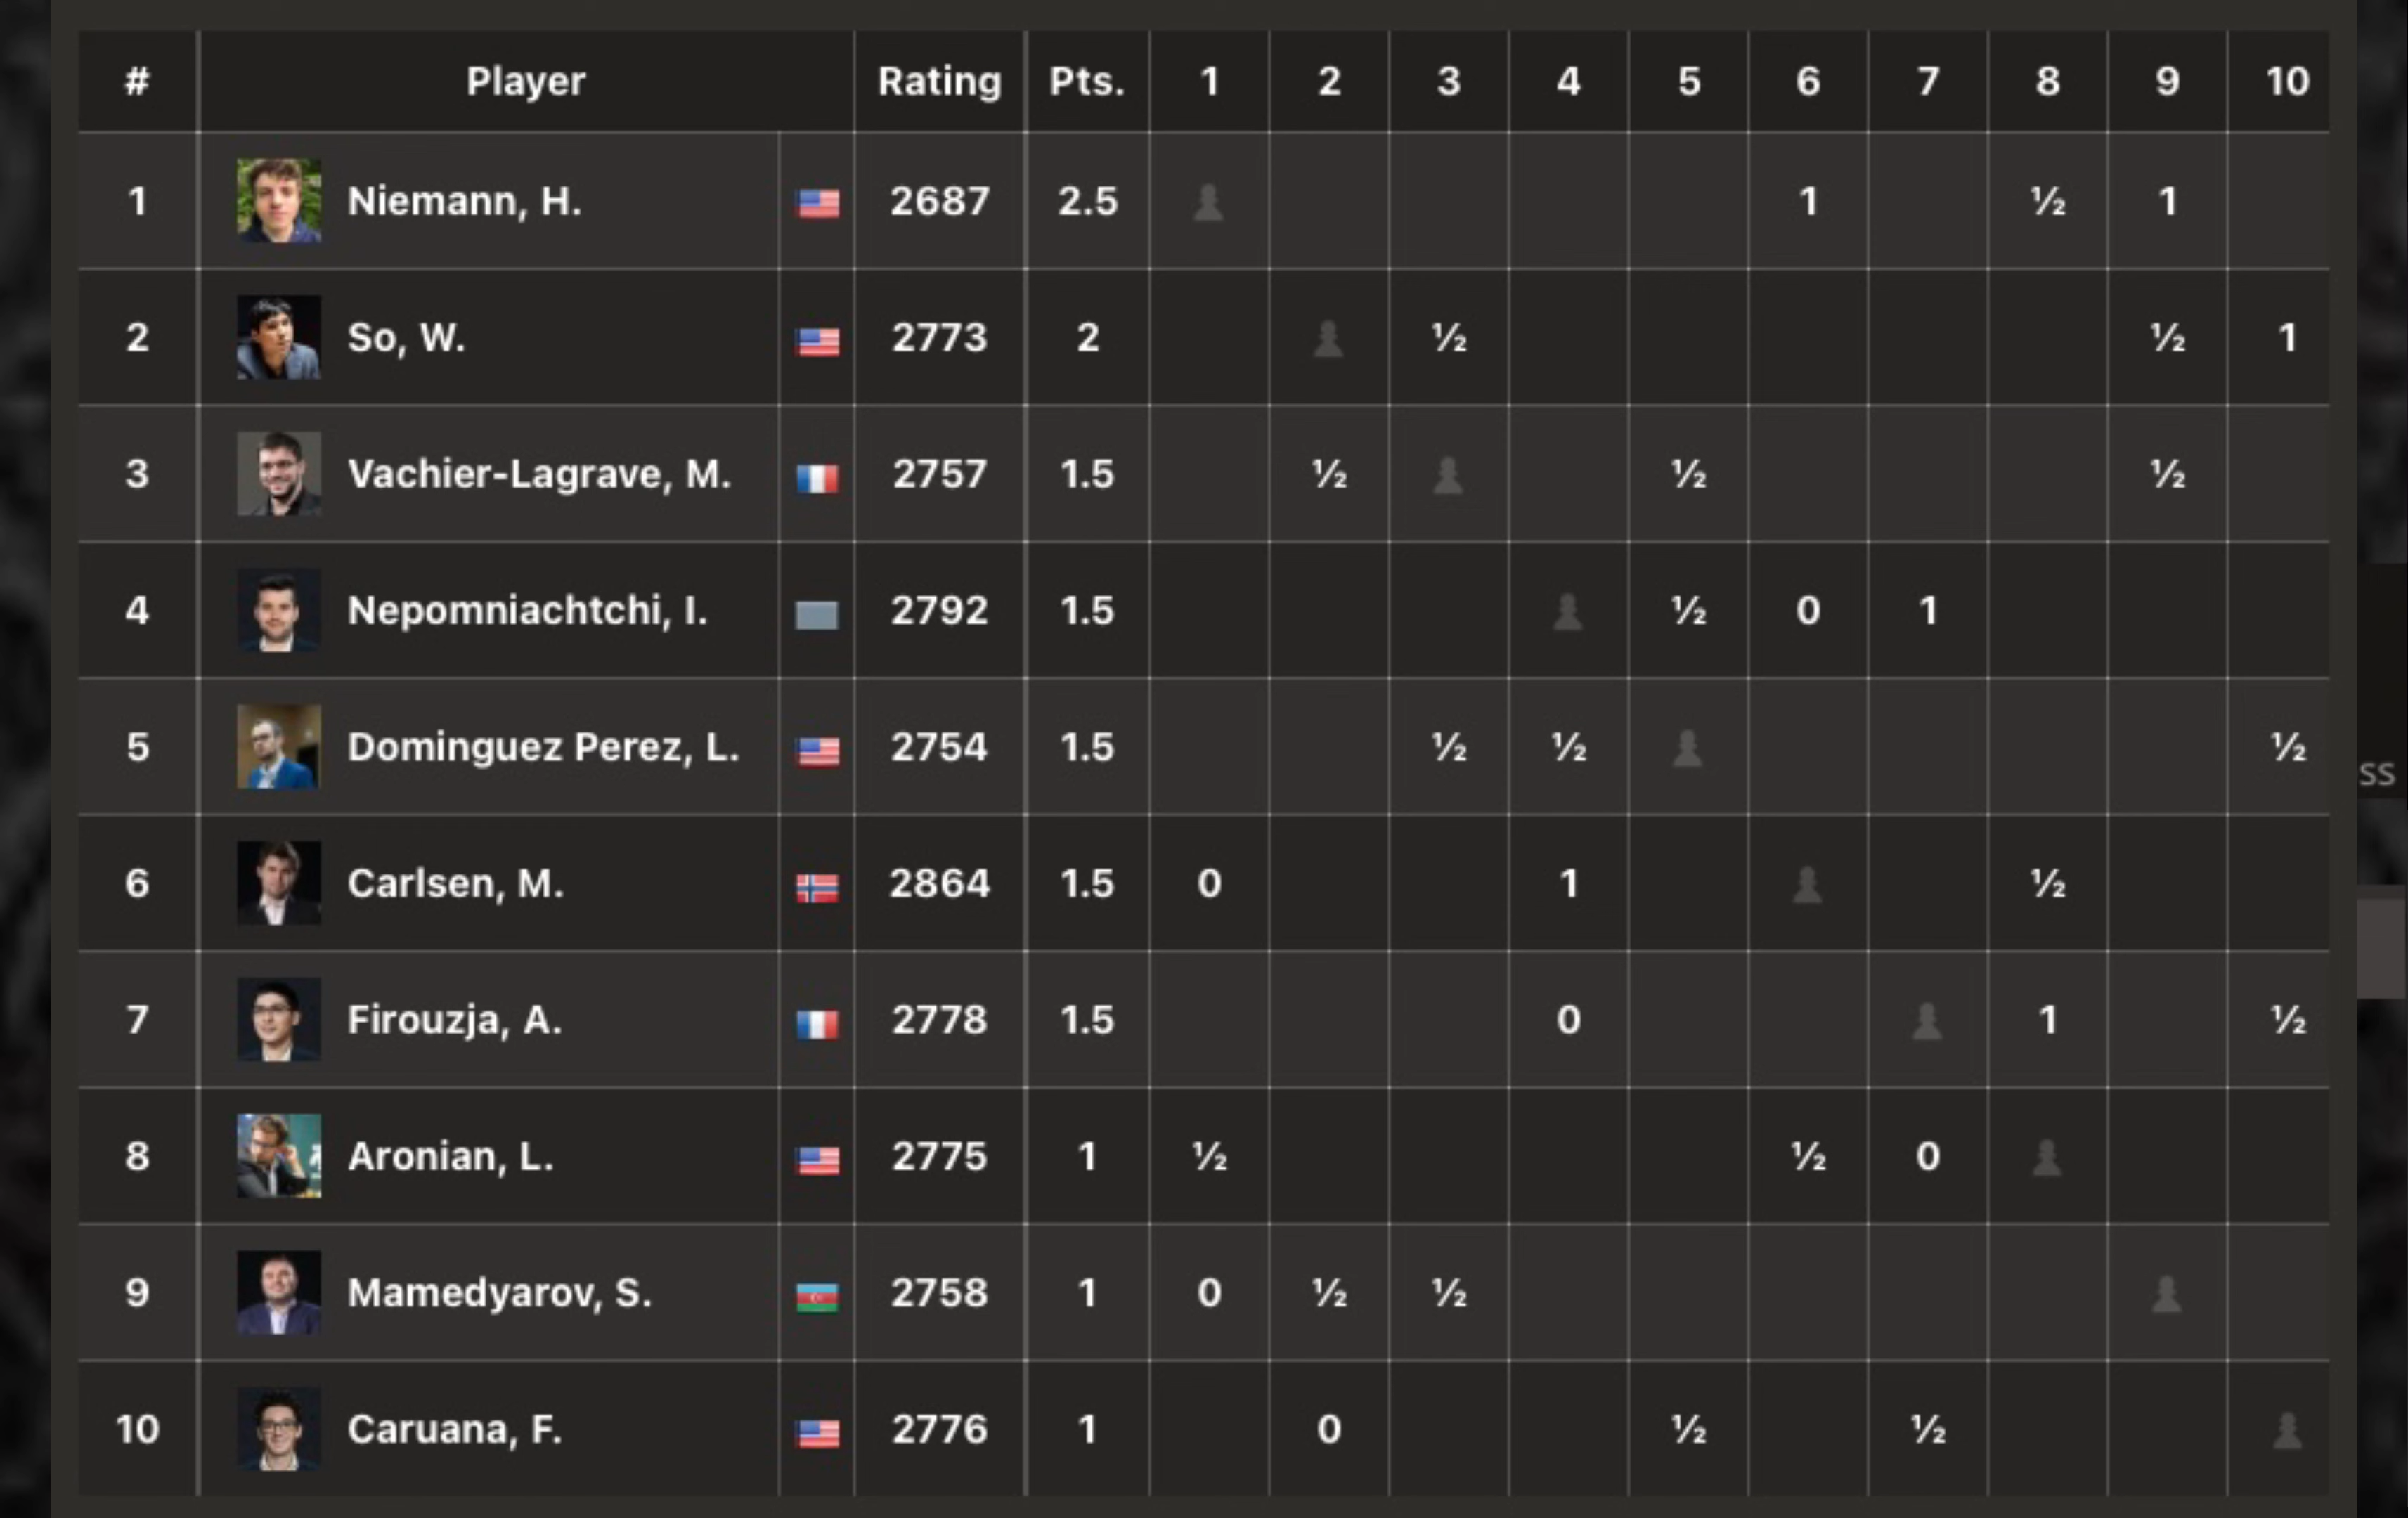 # Player Rating Pts. 1 2 3 4 5 6 7 8 9 10
1 Niemann, H. 2687 2.5 1 ½ 1
2 So, W. 2773 2 ½ ½ 1
3 Vachier-Lagrave, M. 2757 1.5 ½ ½ ½
4 Nepomniachtchi, I. 2792 1.5 ½ 0 1
5 Dominguez Perez, L. 2754 1.5 ½ ½ ½
ss
6 Carlsen, M. 2864 1.5 0 1 ½
7 Firouzja, A. 2778 1.5 0 1 ½
8 Aronian, L. 2775 1 ½ ½ 0
9 Mamedyarov, S. 2758 1 0 ½ ½
10 Caruana, F. 2776 1 0 ½ ½